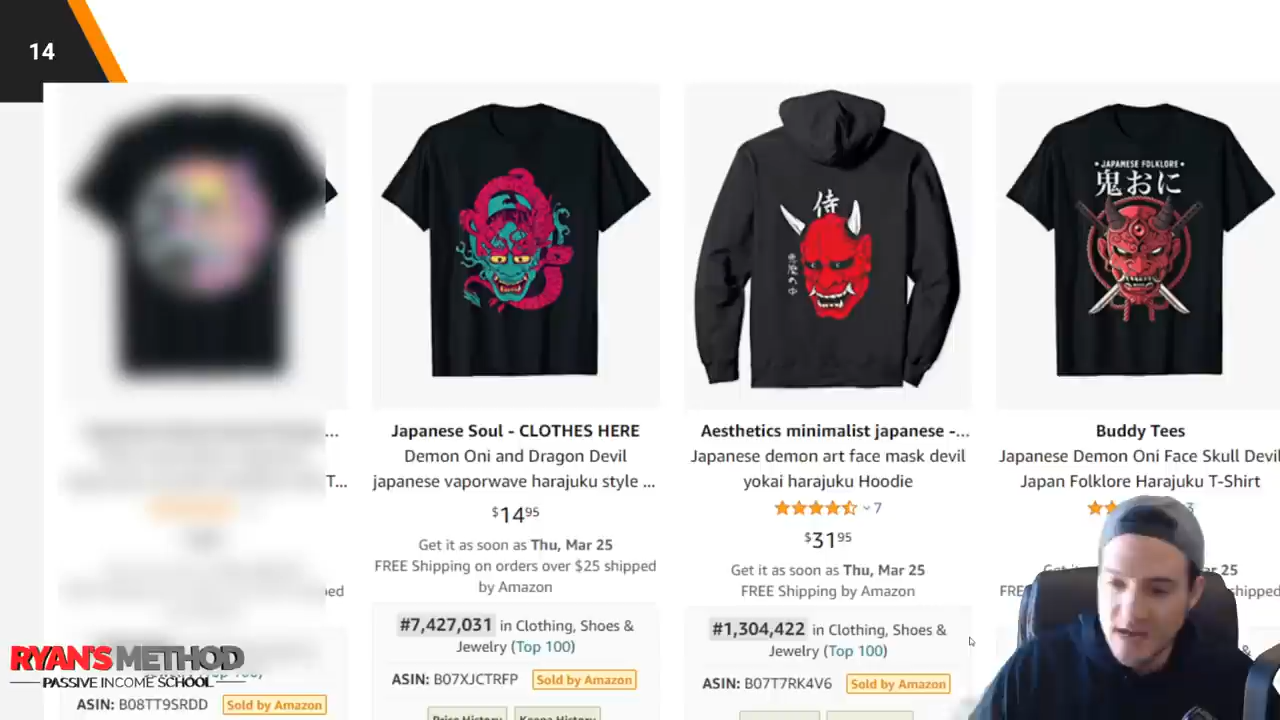 14
侍
• JAPANESE FOLKLORE •
鬼おに
...
T...
Japanese Soul - CLOTHES HERE
Demon Oni and Dragon Devil
japanese vaporwave harajuku style ...
$14 95
Get it as soon as Thu, Mar 25
FREE Shipping on orders over $25 shipped
by Amazon
#7,427,031 in Clothing, Shoes &
Jewelry (Top 100)
ASIN: B07XJCTRFP Sold by Amazon
Price History Keepa History
Aesthetics minimalist japanese -...
Japanese demon art face mask devil
yokai harajuku Hoodie
7
$31 95
Get it as soon as Thu, Mar 25
FREE Shipping by Amazon
#1,304,422 in Clothing, Shoes &
Jewelry (Top 100)
ASIN: B07T7RK4V6 Sold by Amazon
Buddy Tees
Japanese Demon Oni Face Skull Devil
Japan Folklore Harajuku T-Shirt
RYAN'S METHOD
PASSIVE INCOME SCHOOL
ASIN: B08TT9SRDD Sold by Amazon